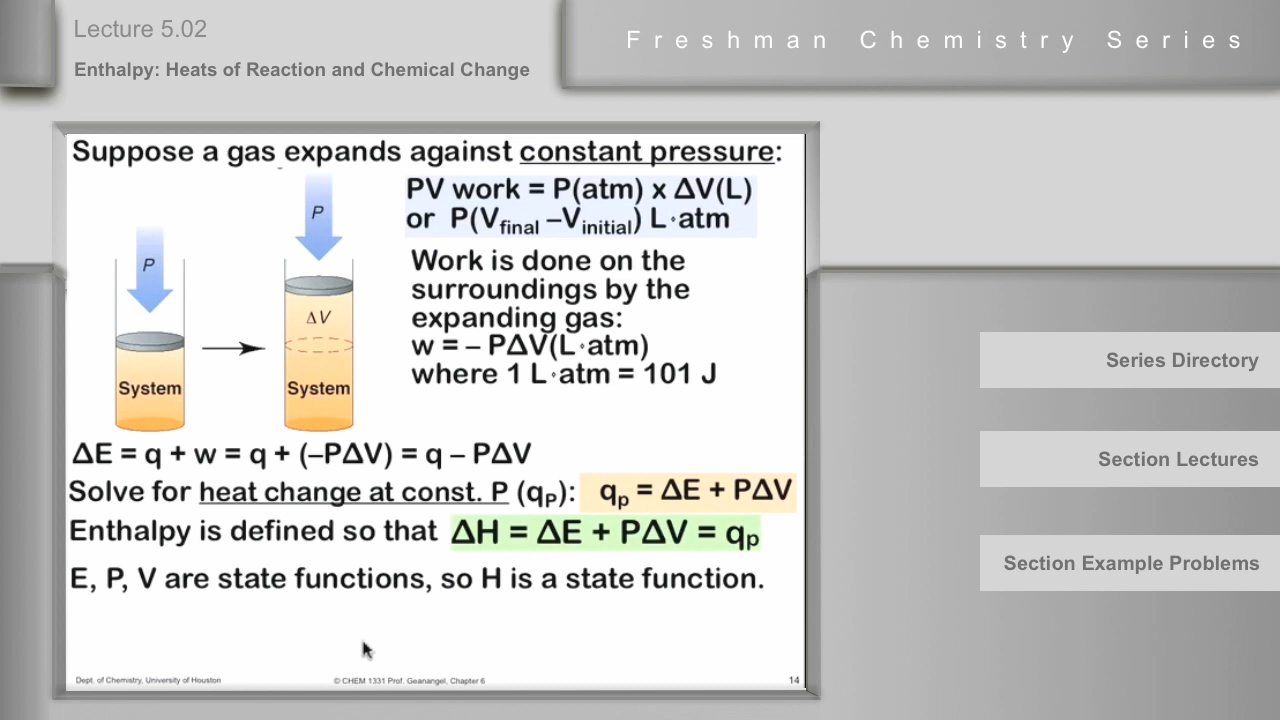 Lecture 5.02
Enthalpy: Heats of Reaction and Chemical Change
Freshman Chemistry Series
Suppose a gas expands against constant pressure:
PV work = P(atm) x ΔV(L)
or P(Vfinal –Vinitial) L·atm
P
P
Work is done on the
surroundings by the
expanding gas:
w = – PΔV(L·atm)
where 1 L·atm = 101 J
ΔV
System
System
ΔE = q + w = q + (–PΔV) = q – PΔV
Solve for heat change at const. P (qP): qp = ΔE + PΔV
Enthalpy is defined so that ΔH = ΔE + PΔV = qp
E, P, V are state functions, so H is a state function.
Dept. of Chemistry, University of Houston
© CHEM 1331 Prof. Geanangel, Chapter 6
14
Series Directory
Section Lectures
Section Example Problems